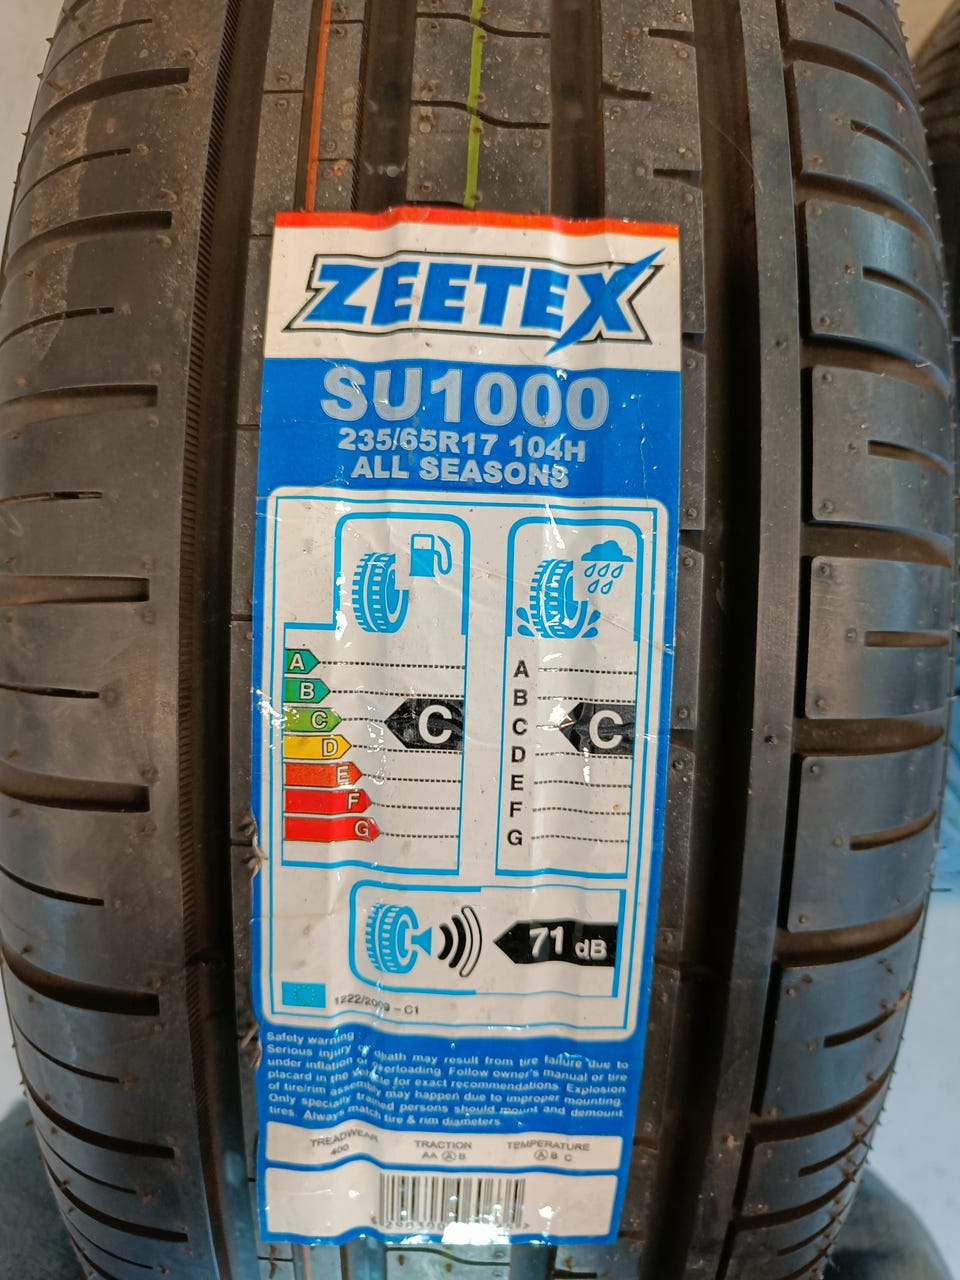 ZEETEX
SU1000
235/65R17 104H
ALL SEASONS
A
B
C
D
E
F
G
C
A
B
C
D
E
F
G
C
71 dB
1222/2009 - C1
Safety warning :
Serious injury or death may result from tire failure due to
under inflation or overloading. Follow owner's manual or tire
placard in the vehicle for exact recommendations. Explosion
of tire/rim assembly may happen due to improper mounting.
Only specially trained persons should mount and demount
tires. Always match tire & rim diameters.
TREADWEAR TRACTION TEMPERATURE
400 AA A B A B C